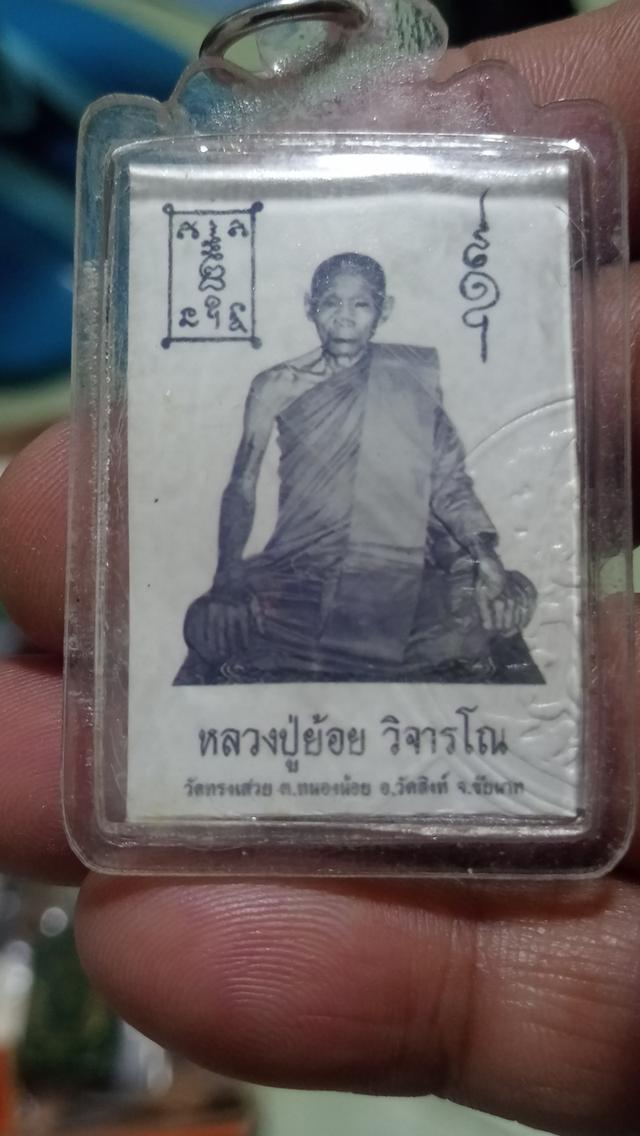 หลวงปู่ย้อย วิจารโณ
วัดทรงเสวย ต.หนองน้อย อ.วัดสิงห์ จ.ชัยนาท